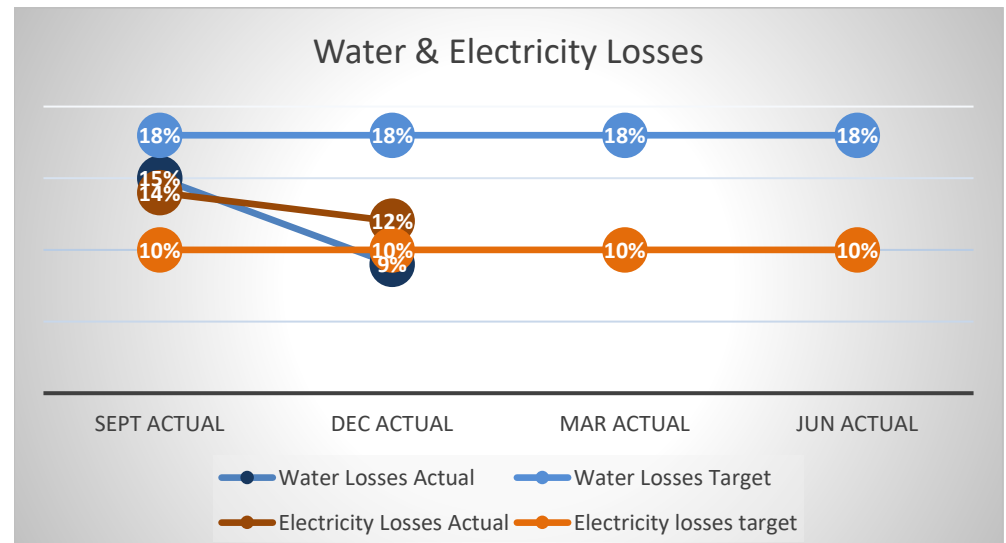 Water & Electricity Losses
18% 18% 18% 18%
15%
14%
12%
10% 10% 10% 10%
9%
SEPT ACTUAL DEC ACTUAL MAR ACTUAL JUN ACTUAL
Water Losses Actual Water Losses Target
Electricity Losses Actual Electricity losses target